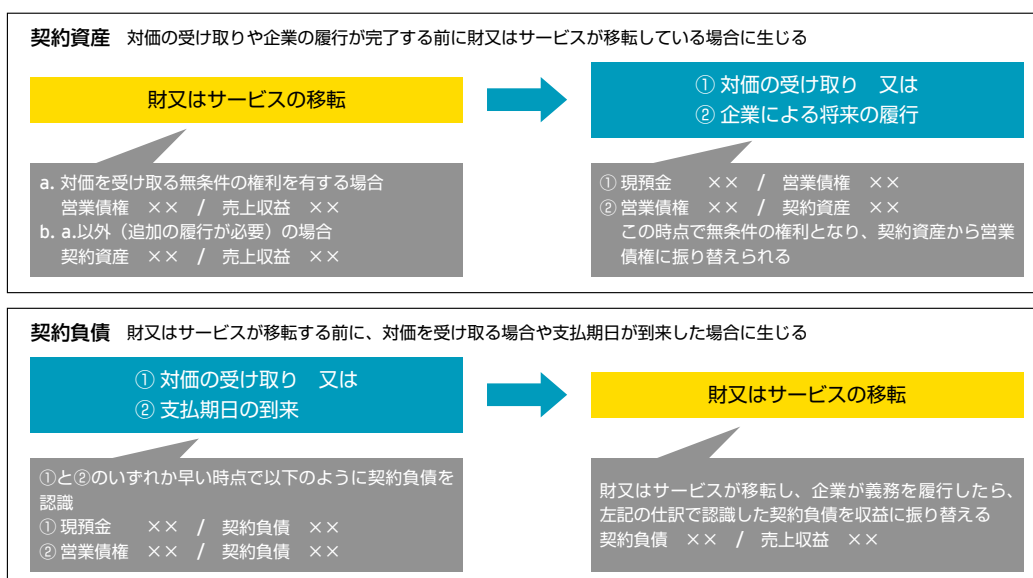 契約資産 対価の受け取りや企業の履行が完了する前に財又はサービスが移転している場合に生じる
財又はサービスの移転
① 対価の受け取り 又は
② 企業による将来の履行
a. 対価を受け取る無条件の権利を有する場合
営業債権 ×× / 売上収益 ××
b. a.以外（追加の履行が必要）の場合
契約資産 ×× / 売上収益 ××
① 現預金 ×× / 営業債権 ××
② 営業債権 ×× / 契約資産 ××
この時点で無条件の権利となり、契約資産から営業
債権に振り替えられる
契約負債 財又はサービスが移転する前に、対価を受け取る場合や支払期日が到来した場合に生じる
① 対価の受け取り 又は
② 支払期日の到来
財又はサービスの移転
①と②のいずれか早い時点で以下のように契約負債を
認識
① 現預金 ×× / 契約負債 ××
② 営業債権 ×× / 契約負債 ××
財又はサービスが移転し、企業が義務を履行したら、
左記の仕訳で認識した契約負債を収益に振り替える
契約負債 ×× / 売上収益 ××